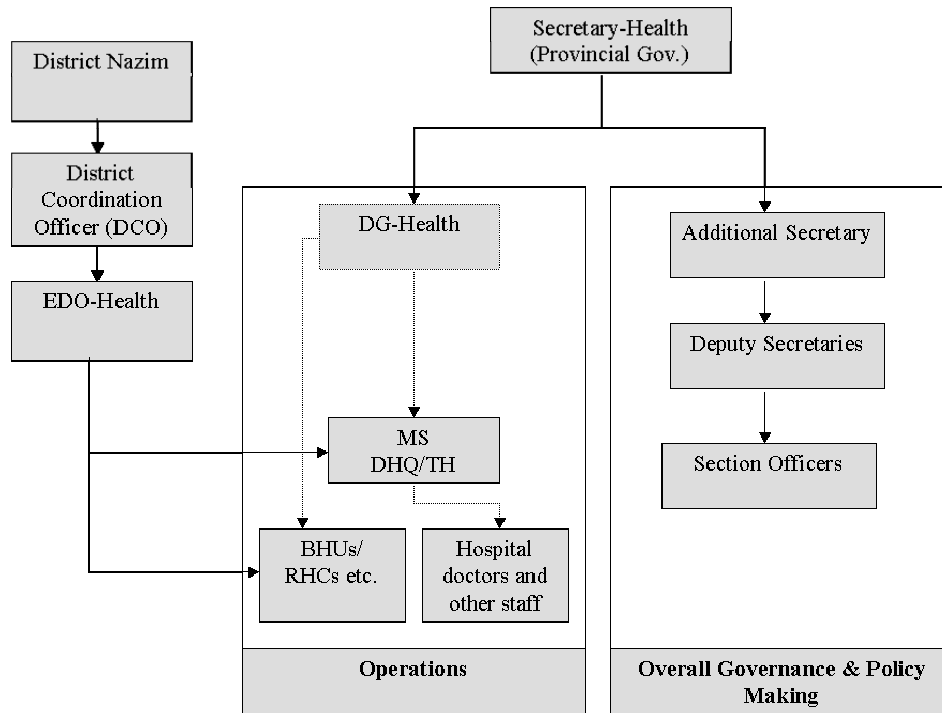 Secretary-Health
(Provincial Gov.)
District Nazim
District
Coordination
Officer (DCO)
EDO-Health
DG-Health
MS
DHQ/TH
BHUs/
RHCs etc.
Hospital
doctors and
other staff
Operations
Additional Secretary
Deputy Secretaries
Section Officers
Overall Governance & Policy
Making